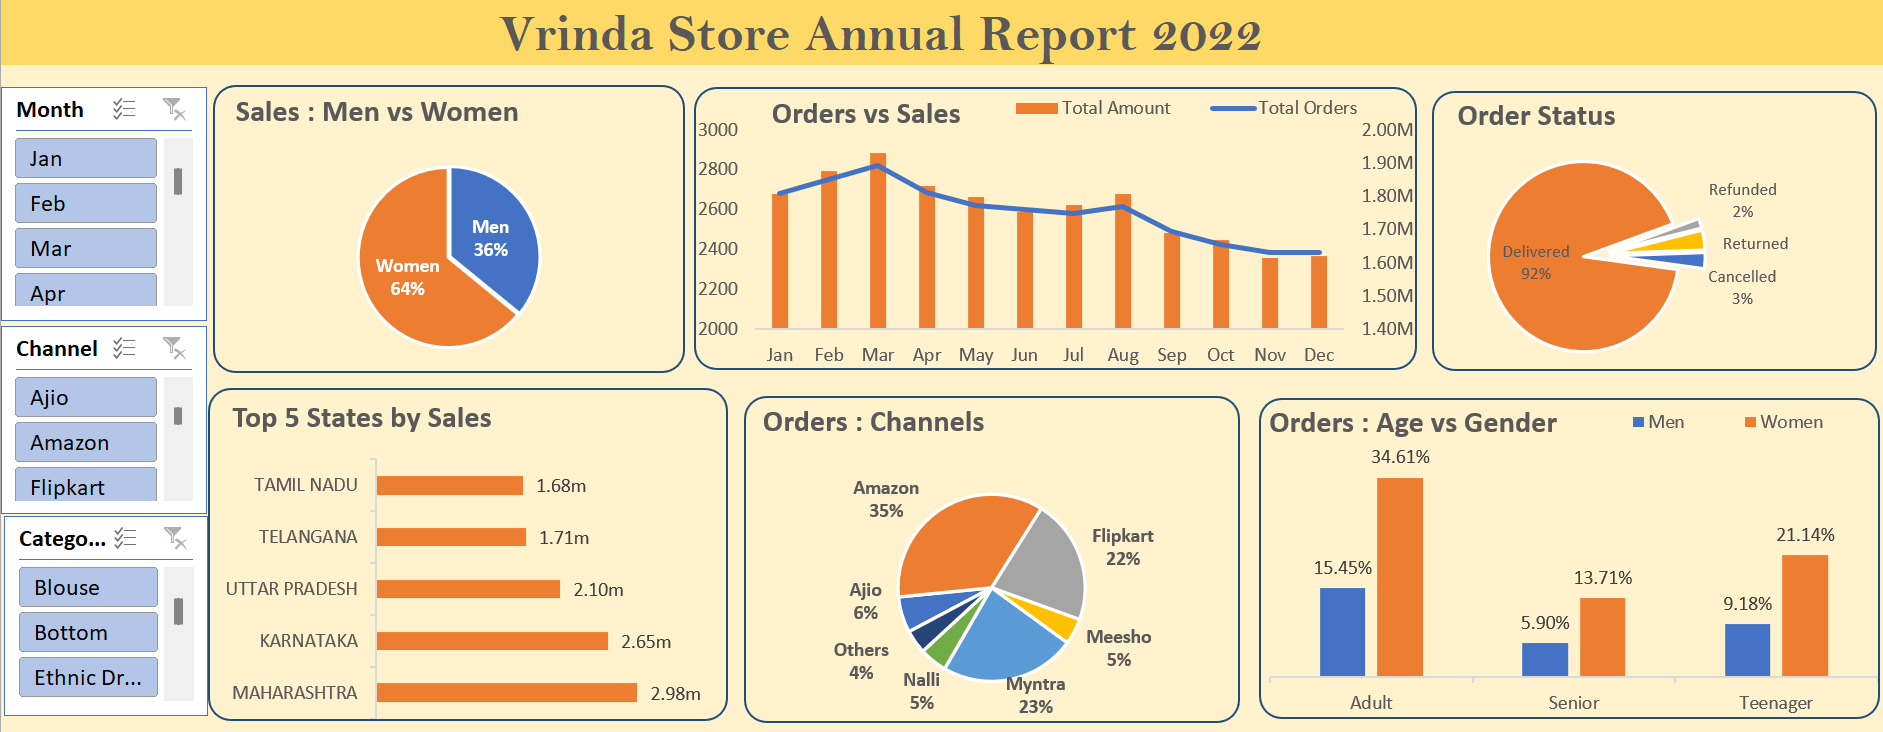 Vrinda Store Annual Report 2022
Month
Jan
Feb
Mar
Apr
Channel
Ajio
Amazon
Flipkart
Catego...
Blouse
Bottom
Ethnic Dr...
Sales : Men vs Women
Men
36%
Women
64%
Orders vs Sales
Total Amount
Total Orders
3000
2800
2600
2400
2200
2000
2.00M
1.90M
1.80M
1.70M
1.60M
1.50M
1.40M
Jan Feb Mar Apr May Jun Jul Aug Sep Oct Nov Dec
Order Status
Refunded
2%
Returned
Delivered
92%
Cancelled
3%
Top 5 States by Sales
TAMIL NADU 1.68m
TELANGANA 1.71m
UTTAR PRADESH 2.10m
KARNATAKA 2.65m
MAHARASHTRA 2.98m
Orders : Channels
Amazon
35%
Flipkart
22%
Ajio
6%
Meesho
5%
Others
4%
Nalli
5%
Myntra
23%
Orders : Age vs Gender
Men
Women
34.61%
15.45%
5.90%
13.71%
9.18%
21.14%
Adult Senior Teenager